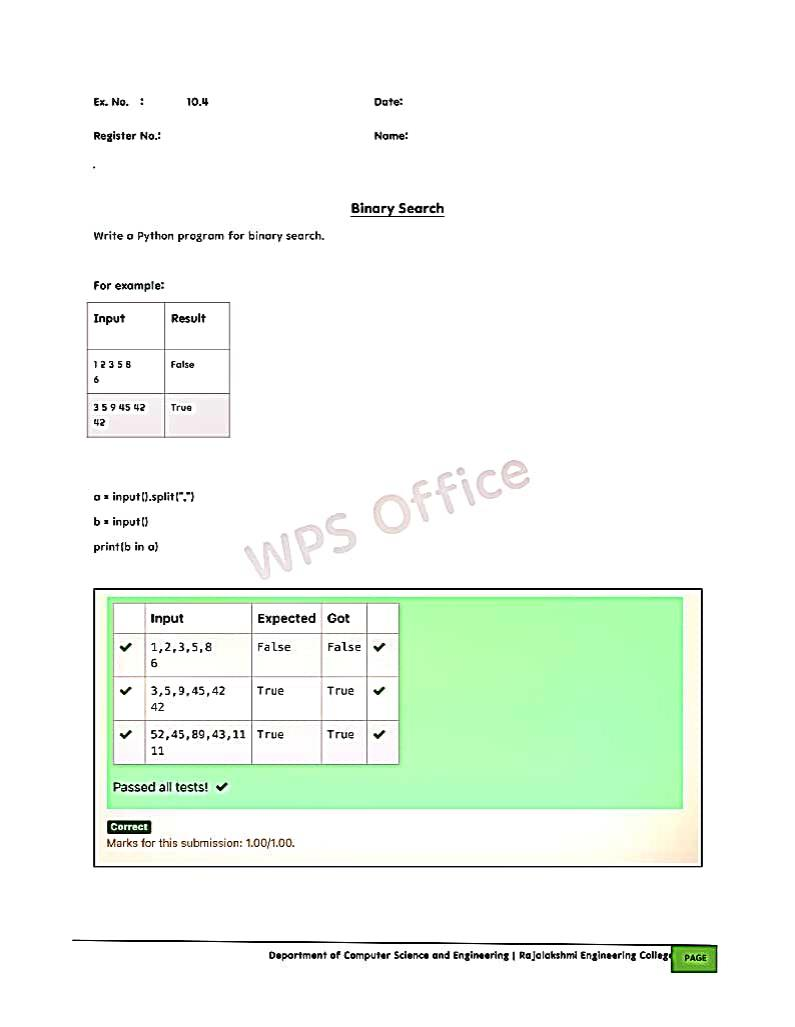 Ex. No. : 10.4 Date:
Register No.: Name:
.
Binary Search
Write a Python program for binary search.
For example:
Input Result
1 2 3 5 8 False
6
3 5 9 45 42 True
42
a = input().split(",")
b = input()
print(b in a)
WPS Office
Input Expected Got
✔ 1,2,3,5,8 False False ✔
6
✔ 3,5,9,45,42 True True ✔
42
✔ 52,45,89,43,11 True True ✔
11
Passed all tests! ✔
Correct
Marks for this submission: 1.00/1.00.
Department of Computer Science and Engineering | Rajalakshmi Engineering College PAGE